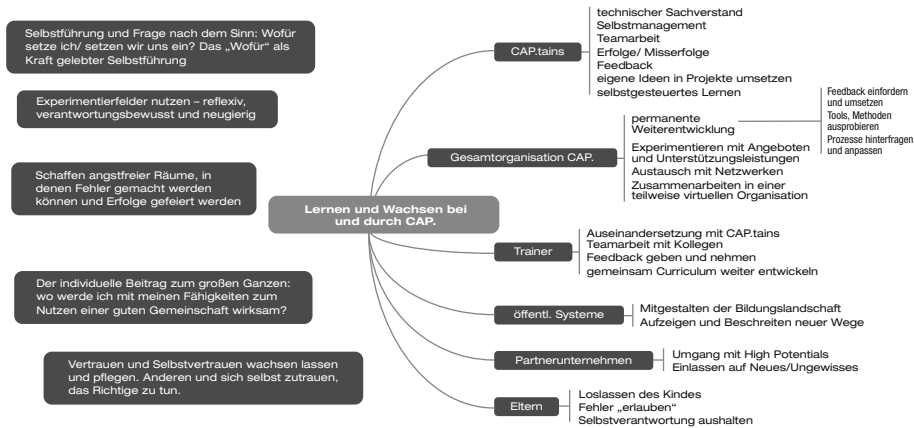 Selbstführung und Frage nach dem Sinn: Wofür
setze ich/ setzen wir uns ein? Das „Wofür" als
Kraft gelebter Selbstführung
Experimentierfelder nutzen – reflexiv,
verantwortungsbewusst und neugierig
Schaffen angstfreier Räume, in
denen Fehler gemacht werden
können und Erfolge gefeiert werden
Der individuelle Beitrag zum großen Ganzen:
wo werde ich mit meinen Fähigkeiten zum
Nutzen einer guten Gemeinschaft wirksam?
Vertrauen und Selbstvertrauen wachsen lassen
und pflegen. Anderen und sich selbst zutrauen,
das Richtige zu tun.
Lernen und Wachsen bei
und durch CAP.
CAP.tains
technischer Sachverstand
Selbstmanagement
Teamarbeit
Erfolge/ Misserfolge
Feedback
eigene Ideen in Projekte umsetzen
selbstgesteuertes Lernen
Gesamtorganisation CAP.
permanente
Weiterentwicklung
Feedback einfordern
und umsetzen
Tools, Methoden
ausprobieren
Prozesse hinterfragen
und anpassen
Experimentieren mit Angeboten
und Unterstützungsleistungen
Austausch mit Netzwerken
Zusammenarbeiten in einer
teilweise virtuellen Organisation
Trainer
Auseinandersetzung mit CAP.tains
Teamarbeit mit Kollegen
Feedback geben und nehmen
gemeinsam Curriculum weiter entwickeln
öffentl. Systeme
Mitgestalten der Bildungslandschaft
Aufzeigen und Beschreiten neuer Wege
Partnerunternehmen
Umgang mit High Potentials
Einlassen auf Neues/Ungewisses
Eltern
Loslassen des Kindes
Fehler „erlauben"
Selbstverantwortung aushalten